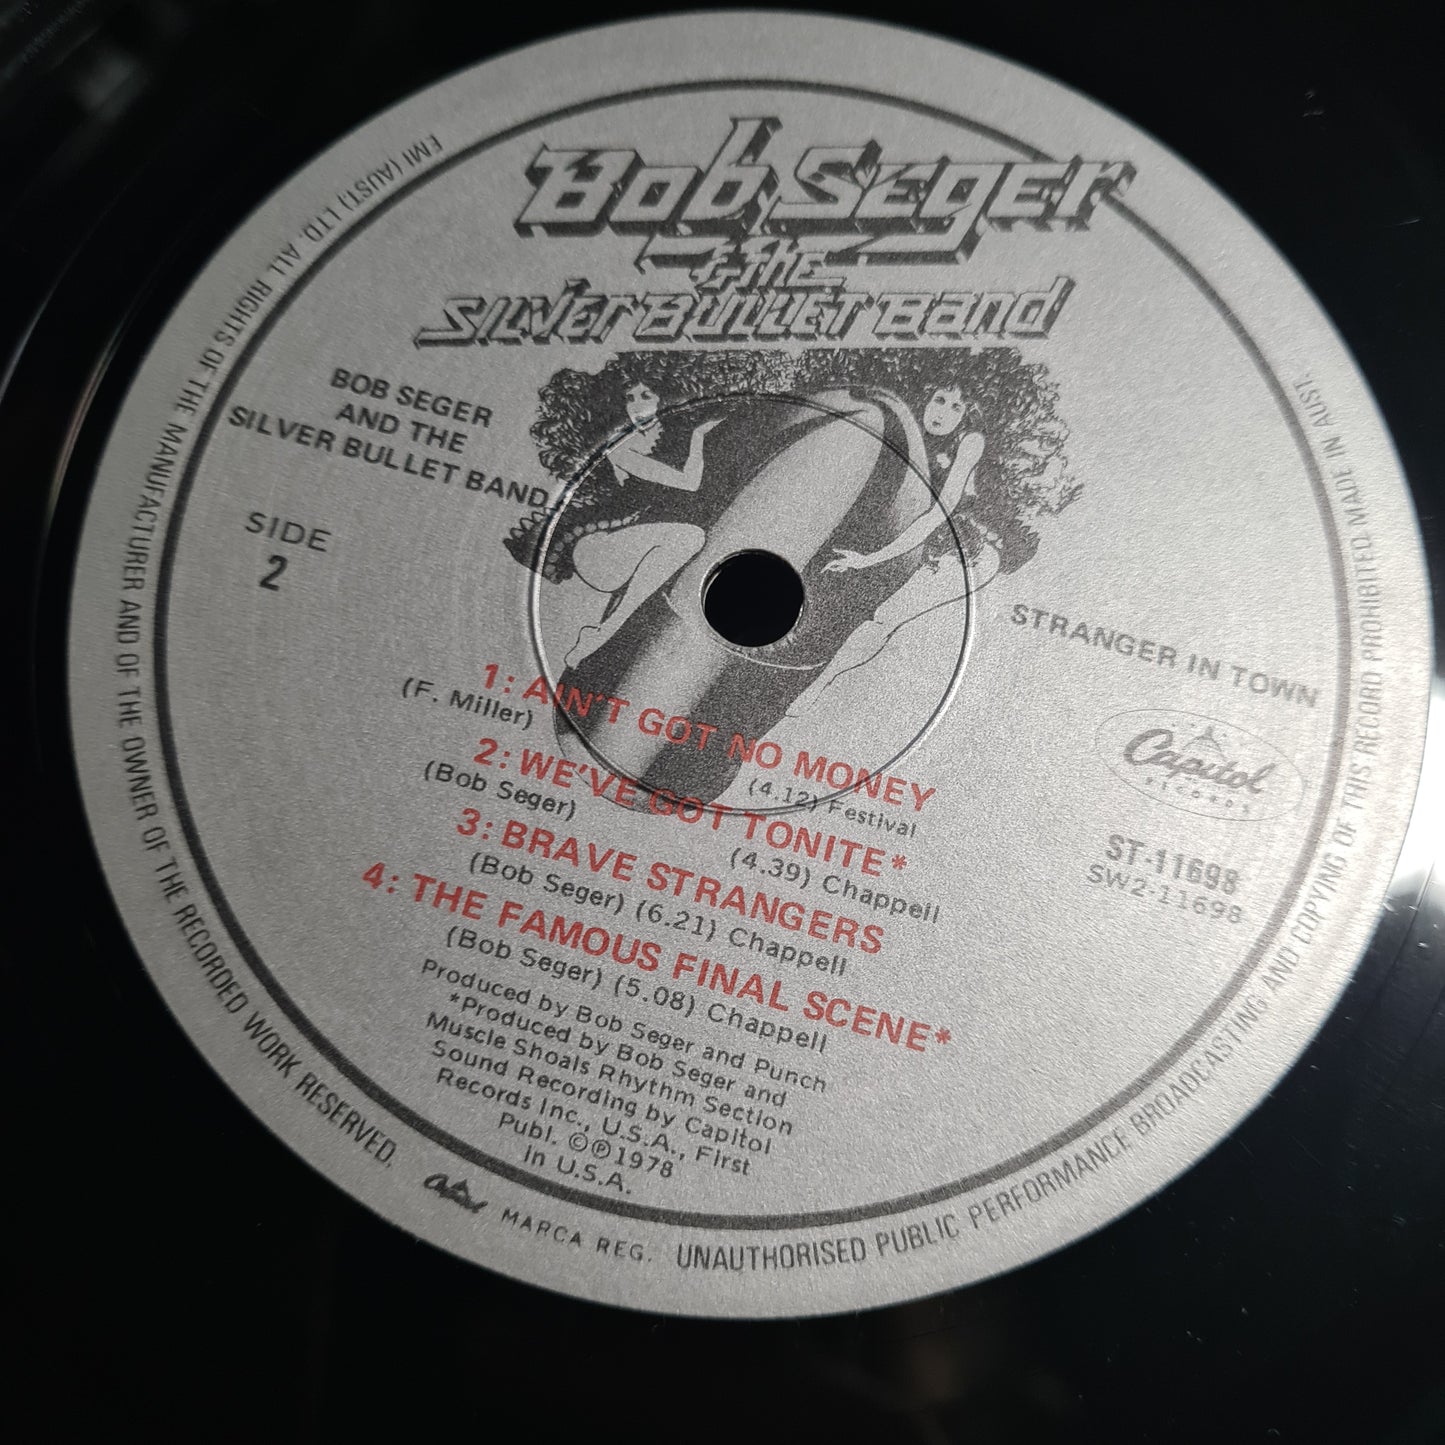 Bob Seger
& THE
SILVER BULLET BAND
BOB SEGER
AND THE
SILVER BULLET BAND
SIDE
2
STRANGER IN TOWN
Capitol
RECORDS
ST-11698
SW2-11698
1: AIN'T GOT NO MONEY
(F. Miller)
(4.12) Festival
2: WE'VE GOT TONITE*
(Bob Seger)
(4.39) Chappell
3: BRAVE STRANGERS
(Bob Seger) (6.21) Chappell
4: THE FAMOUS FINAL SCENE*
(Bob Seger) (5.08) Chappell
Produced by Bob Seger and Punch
*Produced by Bob Seger and
Muscle Shoals Rhythm Section
Sound Recording by Capitol
Records Inc., U.S.A., First
Publ. ©℗1978
in U.S.A.
EMI (AUST.) LTD. ALL RIGHTS OF THE MANUFACTURER AND OF THE OWNER OF THE RECORDED WORK RESERVED.
Capitol MARCA REG. UNAUTHORISED PUBLIC PERFORMANCE BROADCASTING AND COPYING OF THIS RECORD PROHIBITED MADE IN AUST.